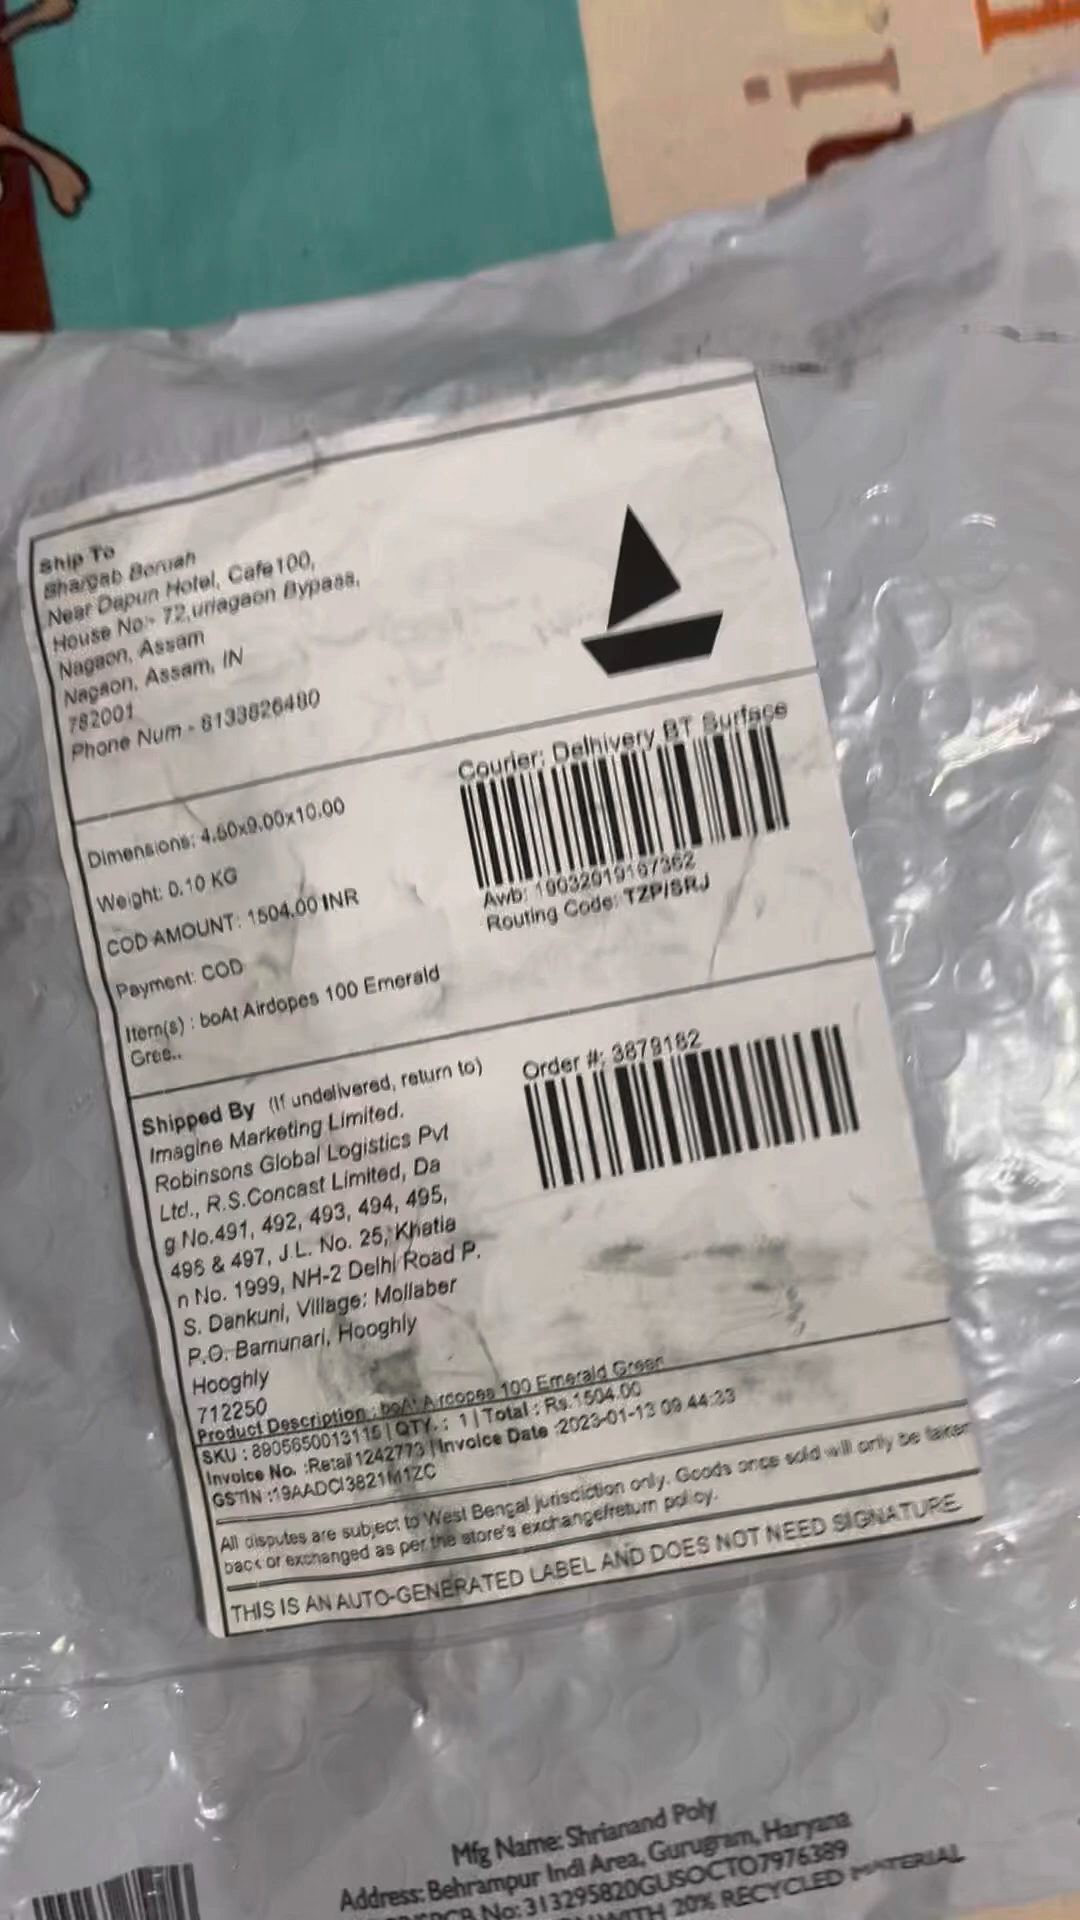 Ship To
Bhargab Boruah
Near Dapun Hotel, Cafe100,
House No:- 72,uriagaon Bypass,
Nagaon, Assam
Nagaon, Assam, IN
782001
Phone Num - 8133826480
Dimensions: 4.50x9.00x10.00
Weight: 0.10 KG
COD AMOUNT: 1504.00 INR
Payment: COD
Item(s) : boAt Airdopes 100 Emerald
Gree..
Courier: Delhivery BT Surface
Awb: 19032919167362
Routing Code: TZP/SRJ
Shipped By (If undelivered, return to)
Imagine Marketing Limited.
Robinsons Global Logistics Pvt
Ltd., R.S.Concast Limited, Da
g No.491, 492, 493, 494, 495,
496 & 497, J.L. No. 25, Khatia
n No. 1999, NH-2 Delhi Road P.
S. Dankuni, Village: Mollaber
P.O. Bamunari, Hooghly
Hooghly
712250
Order #: 3879182
Product Description : boAt Airdopes 100 Emerald Green
SKU : 8905650013115 | QTY. : 1 | Total : Rs.1504.00
Invoice No. :Retail1242773 | Invoice Date :2023-01-13 09:44:33
GSTIN :19AADCI3821M1ZC
All disputes are subject to West Bengal jurisdiction only. Goods once sold will only be taken
back or exchanged as per the store's exchange/return policy.
THIS IS AN AUTO-GENERATED LABEL AND DOES NOT NEED SIGNATURE
Mfg Name: Shrianand Poly
Address: Behrampur Indl Area, Gurugram, Haryana
No: 313295820GUSOCTO7976389
WITH 20% RECYCLED MATERIAL